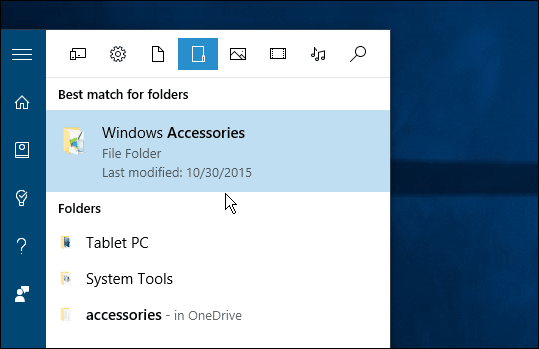 Best match for folders
Windows Accessories
File Folder
Last modified: 10/30/2015
Folders
Tablet PC
System Tools
accessories - in OneDrive